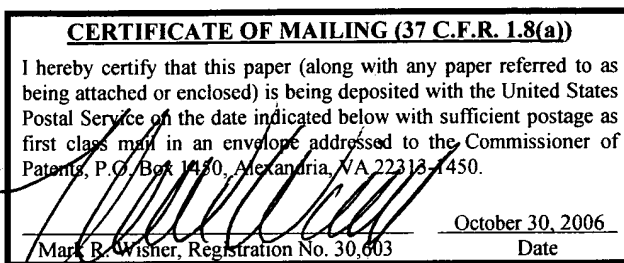 CERTIFICATE OF MAILING (37 C.F.R. 1.8(a))
I hereby certify that this paper (along with any paper referred to as
being attached or enclosed) is being deposited with the United States
Postal Service on the date indicated below with sufficient postage as
first class mail in an envelope addressed to the Commissioner of
Patents, P.O. Box 1450, Alexandria, VA 22313-1450.
October 30, 2006
Mark R. Wisner, Registration No. 30,603 Date